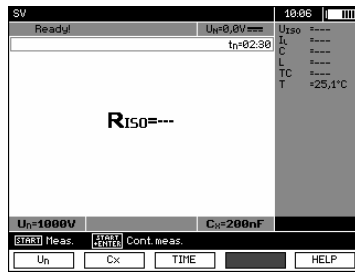 SV 10:06
Ready! UN=0,0V
tn=02:30
UISO =---
IL =---
C =---
L =---
TC =---
T =25,1°C
RISO=---
Un=1000V Cx=200nF
START Meas. START +ENTER Cont.meas.
Un Cx TIME HELP